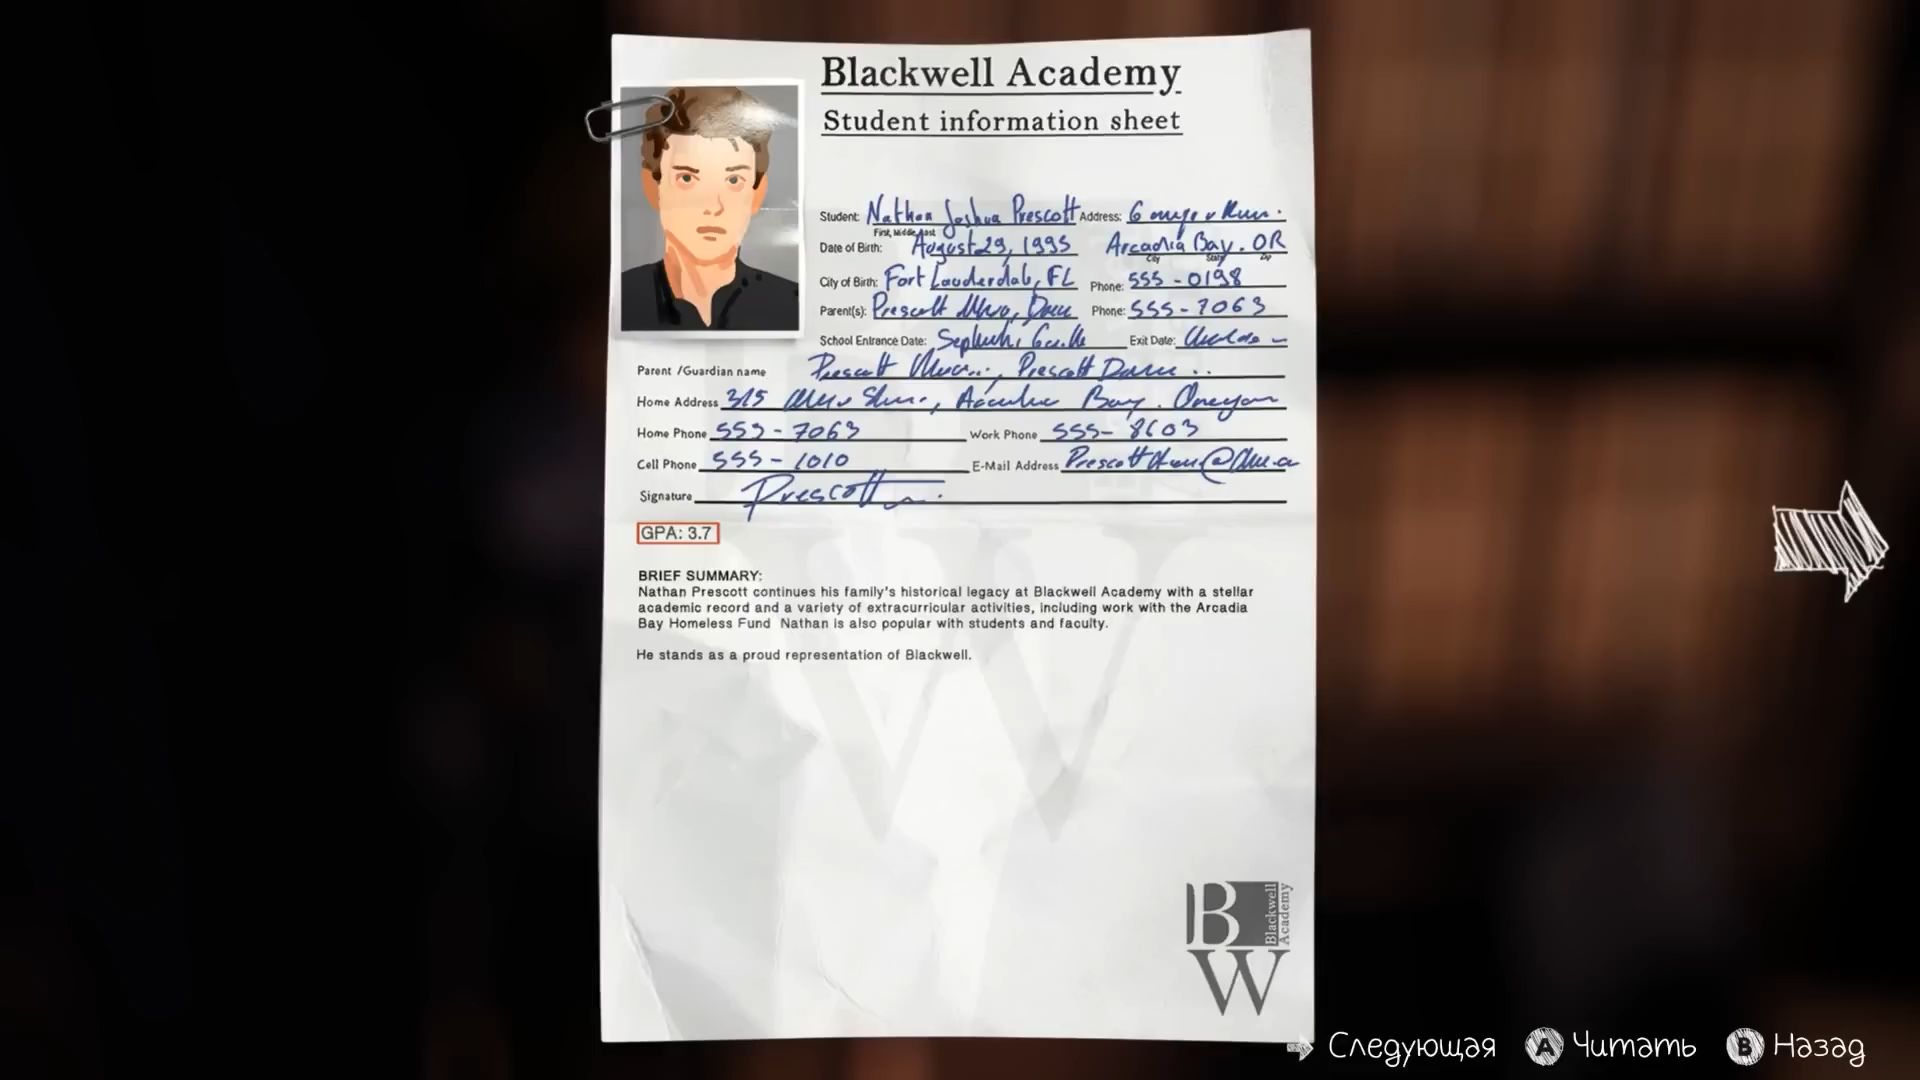 Blackwell Academy
Student information sheet
Student: Nathan Joshua Prescott Address: 6
First, Middle, Last
Date of Birth: August 29, 1995 Arcadia Bay. OR
City State Zip
City of Birth: Fort Lauderdale, FL Phone: 555-0198
Parent(s): Prescott Phone: 555-7063
School Entrance Date: Exit Date:
Parent /Guardian name Prescott Prescott
Home Address 315 Bay. Oregon
Home Phone 555-7063 Work Phone 555-8603
Cell Phone 555-1010 E-Mail Address
Signature Prescott
GPA: 3.7
BRIEF SUMMARY:
Nathan Prescott continues his family's historical legacy at Blackwell Academy with a stellar
academic record and a variety of extracurricular activities, including work with the Arcadia
Bay Homeless Fund Nathan is also popular with students and faculty.
He stands as a proud representation of Blackwell.
B Blackwell Academy
W
Следующая A Читать B Назад